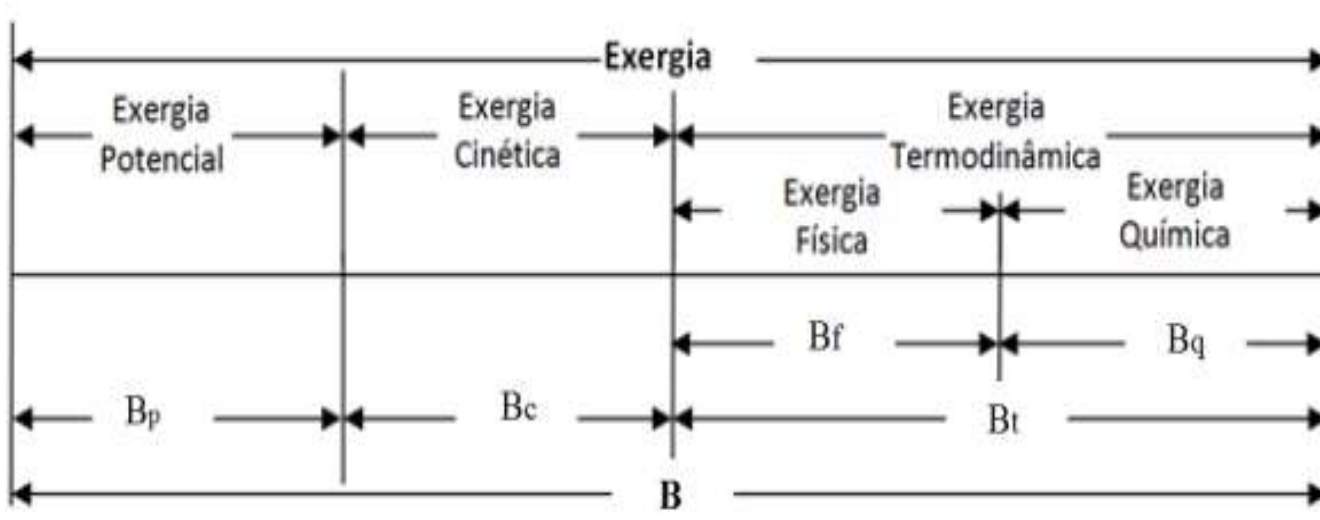 Exergia
Exergia
Potencial
Exergia
Cinética
Exergia
Termodinâmica
Exergia
Física
Exergia
Química
Bf
Bq
Bp
Bc
Bt
B